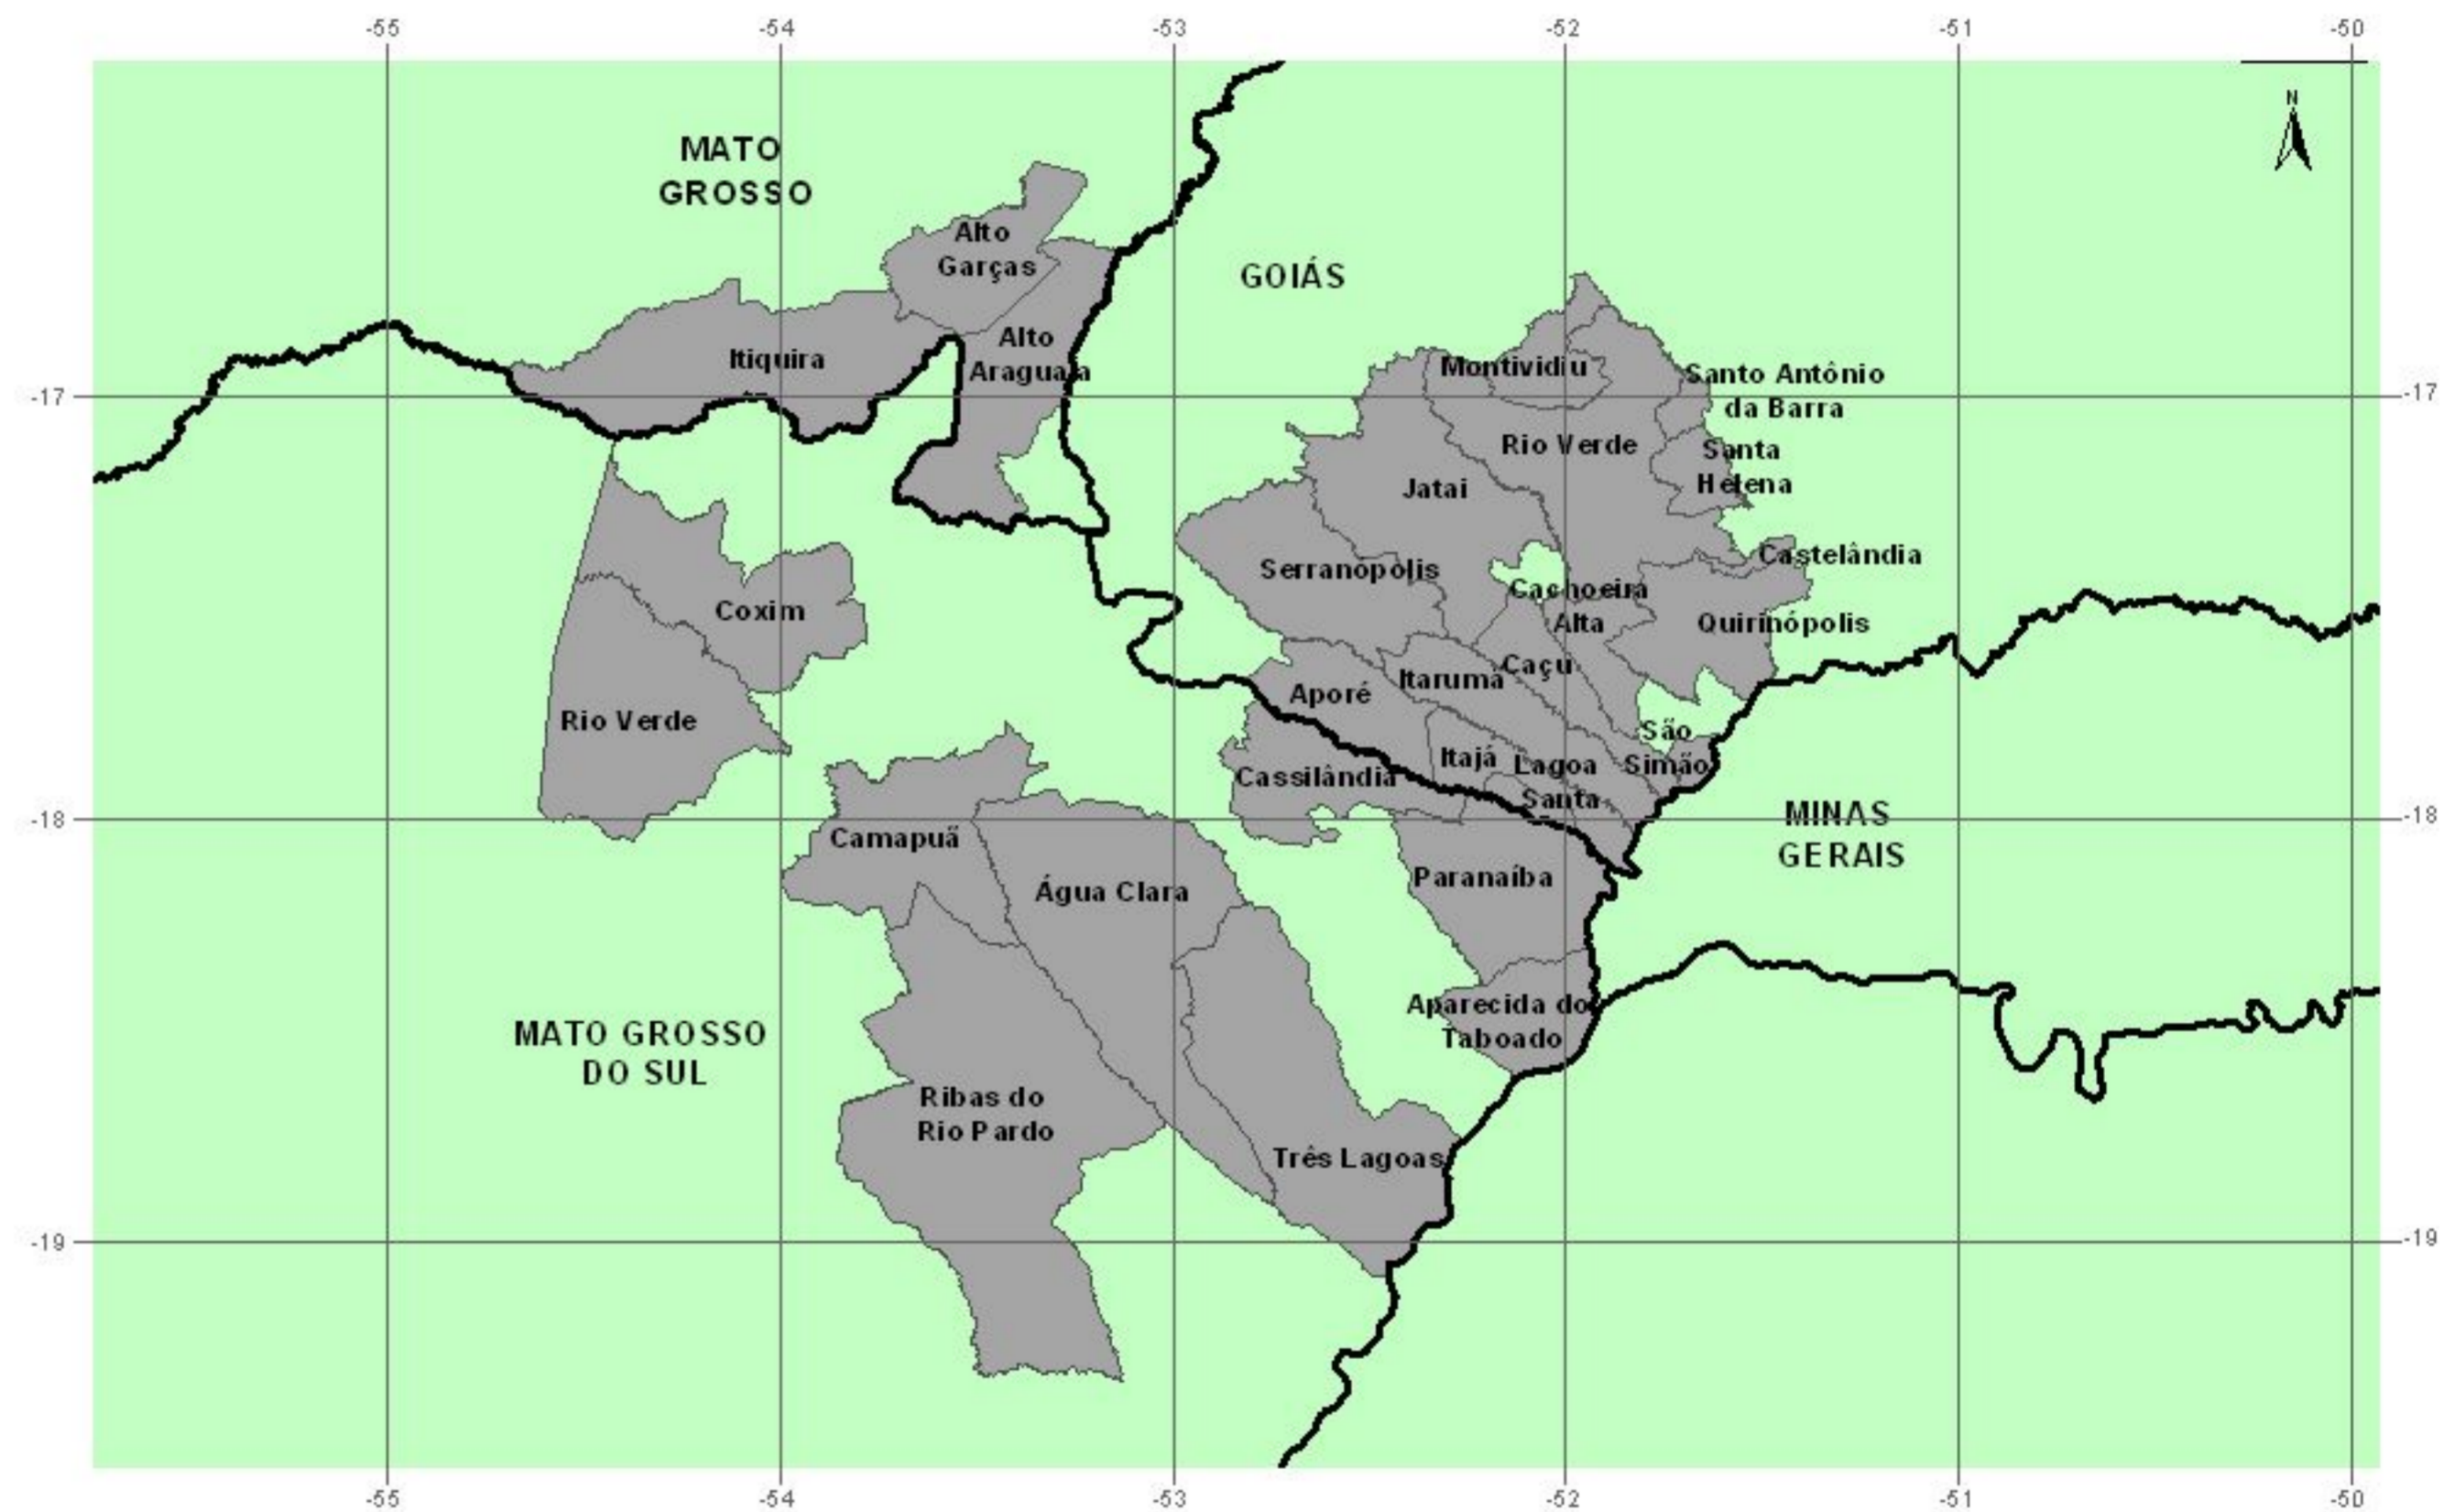 -55 -54 -53 -52 -51 -50
N
MATO
GROSSO
Alto
Garças
GOIÁS
Alto
Araguaia
Itiquira
Montividiu
Santo Antônio
da Barra
-17 -17
Rio Verde
Santa
Helena
Jatai
Serranópolis
Castelândia
Cachoeira
Alta
Quirinópolis
Coxim
Caçu
Itarumã
Aporé
Rio Verde
São
Simão
Itajá
Lagoa
Santa
Cassilândia
-18 -18
MINAS
GERAIS
Camapuã
Água Clara
Paranaíba
Aparecida do
Taboado
MATO GROSSO
DO SUL
Ribas do
Rio Pardo
Três Lagoas
-19 -19
-55 -54 -53 -52 -51 -50